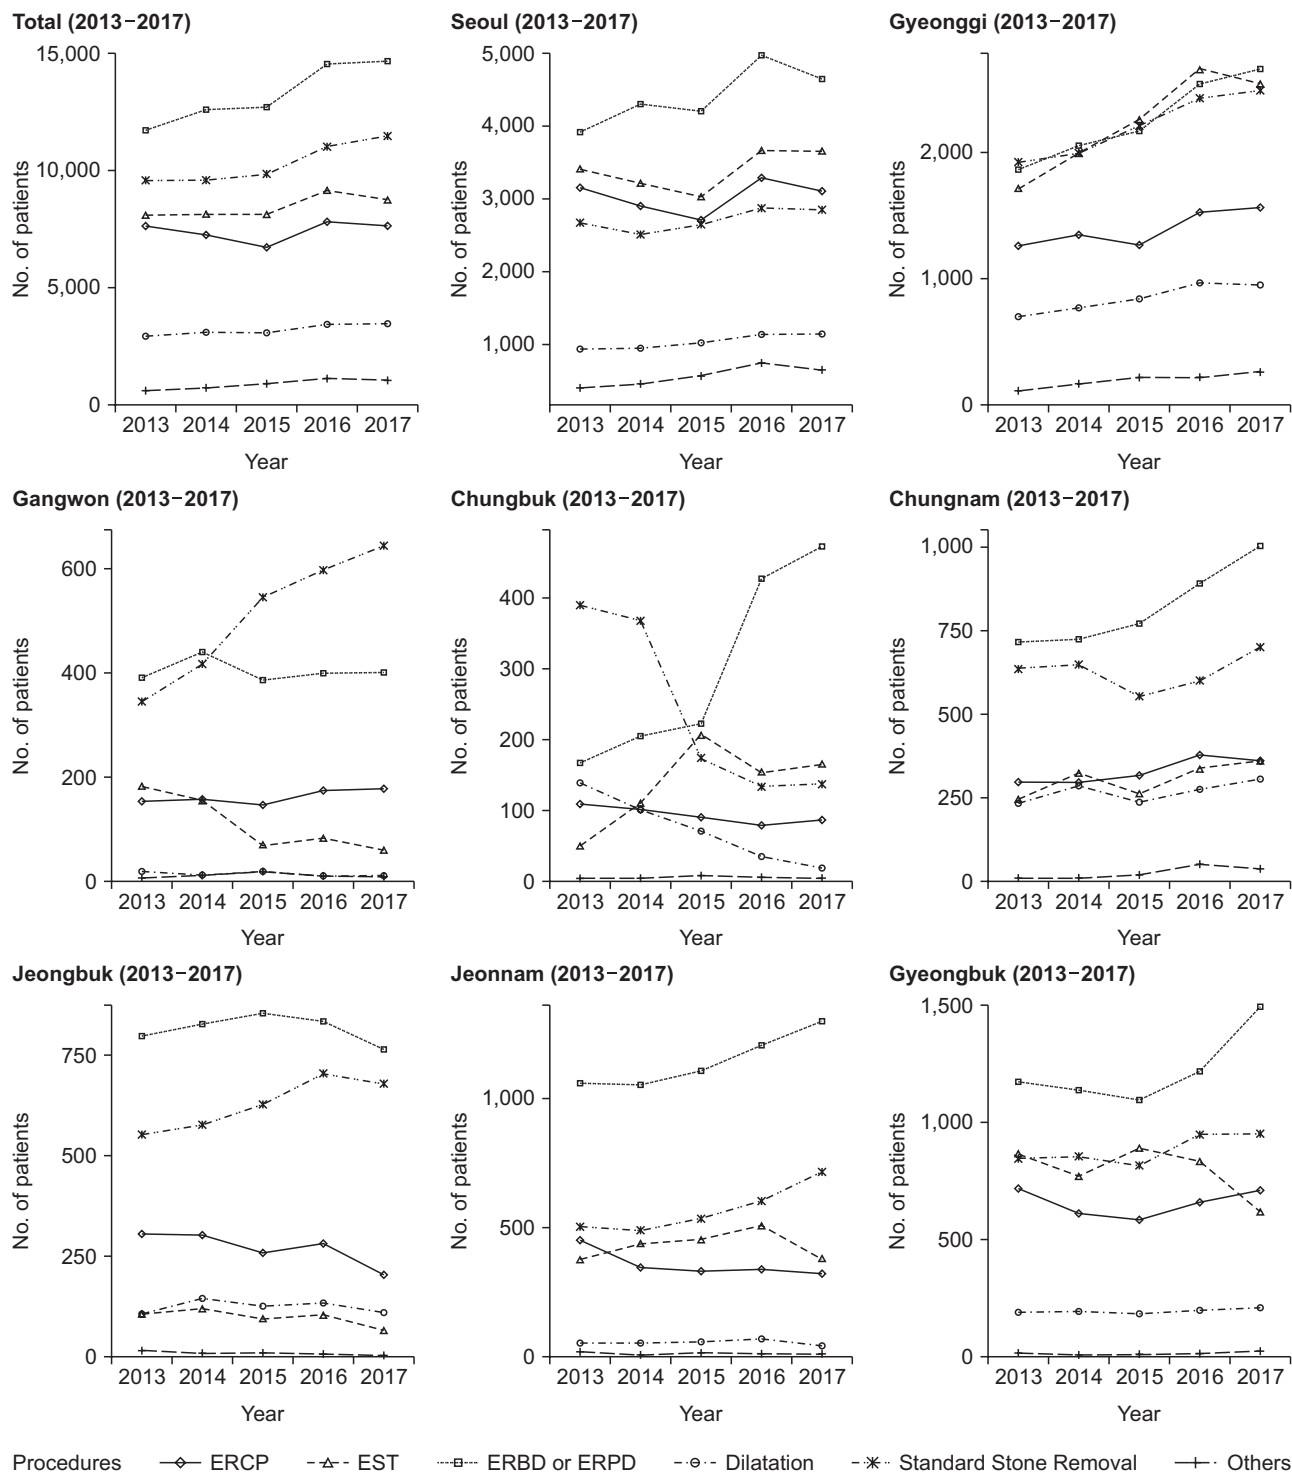 Total (2013–2017)
15,000
10,000
5,000
0
No. of patients
2013 2014 2015 2016 2017
Year
Seoul (2013–2017)
5,000
4,000
3,000
2,000
1,000
No. of patients
2013 2014 2015 2016 2017
Year
Gyeonggi (2013–2017)
2,000
1,000
0
No. of patients
2013 2014 2015 2016 2017
Year
Gangwon (2013–2017)
600
400
200
0
No. of patients
2013 2014 2015 2016 2017
Year
Chungbuk (2013–2017)
400
300
200
100
0
No. of patients
2013 2014 2015 2016 2017
Year
Chungnam (2013–2017)
1,000
750
500
250
0
No. of patients
2013 2014 2015 2016 2017
Year
Jeongbuk (2013–2017)
750
500
250
0
No. of patients
2013 2014 2015 2016 2017
Year
Jeonnam (2013–2017)
1,000
500
0
No. of patients
2013 2014 2015 2016 2017
Year
Gyeongbuk (2013–2017)
1,500
1,000
500
0
No. of patients
2013 2014 2015 2016 2017
Year
Procedures ERCP EST ERBD or ERPD Dilatation Standard Stone Removal Others